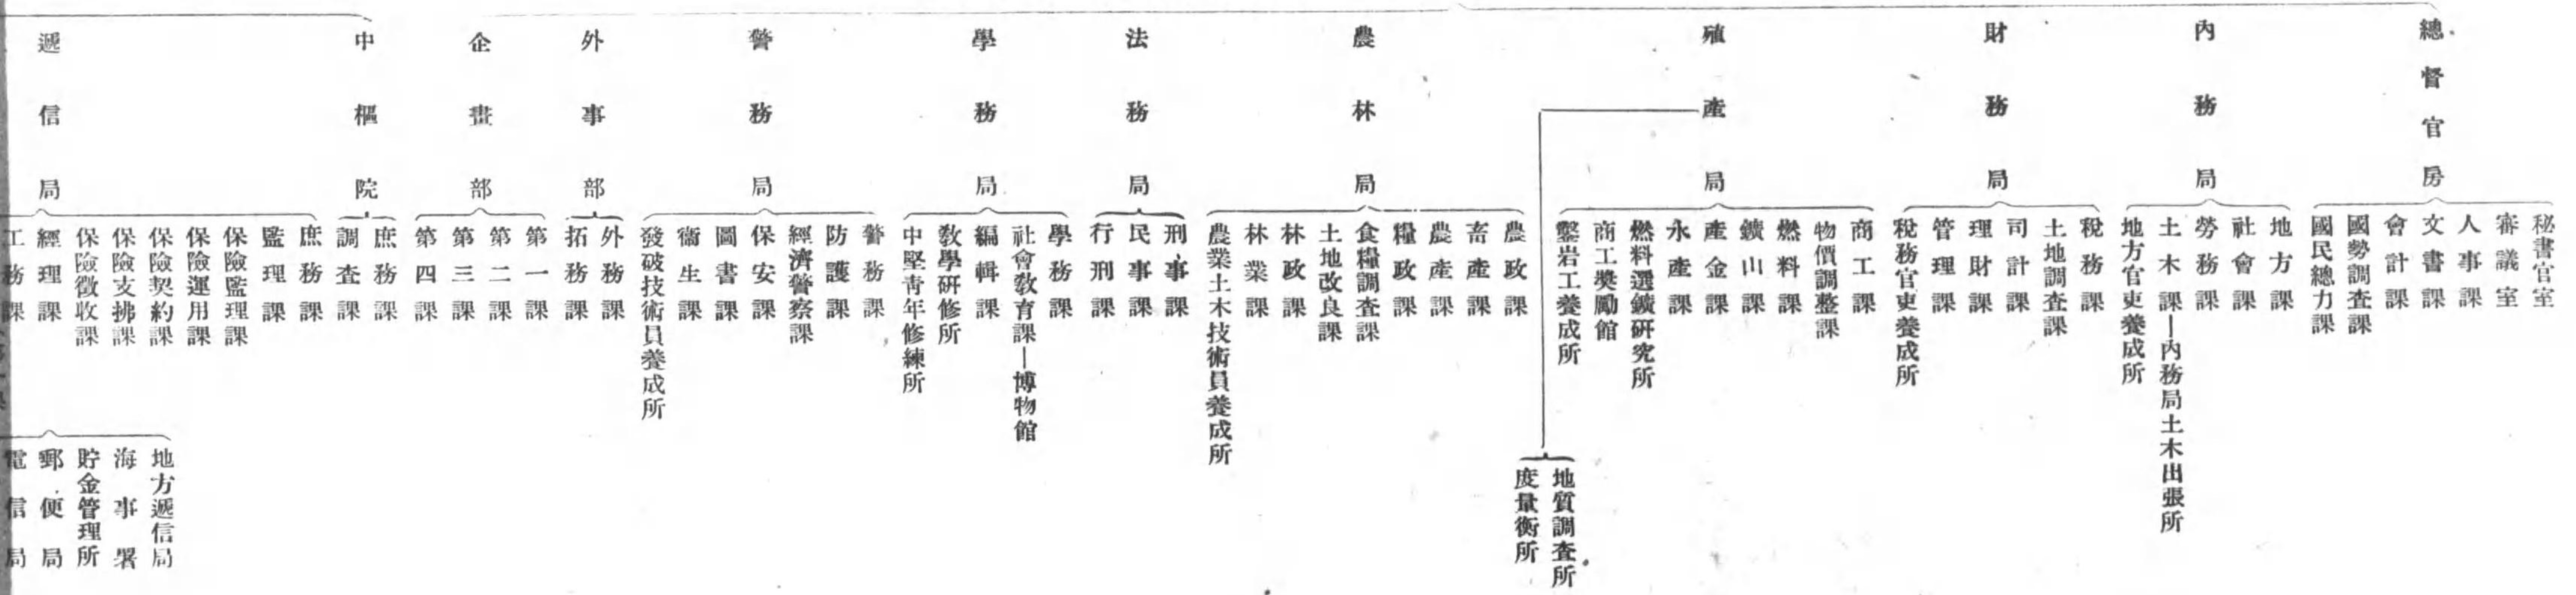 總督官房
秘書官室
審議室
人事課
文書課
會計課
國勢調査課
國民總力課
內務局
地方課
社會課
勞務課
土木課—內務局土木出張所
地方官吏養成所
財務局
稅務課
土地調査課
司計課
理財課
管理課
稅務官吏養成所
殖產局
商工課
物價調整課
燃料課
鑛山課
產金課
水產課
燃料選鑛硏究所
商工奬勵館
鑿岩工養成所
地質調査所
度量衡所
農林局
農政課
畜產課
農產課
糧政課
食糧調査課
土地改良課
林政課
林業課
農業土木技術員養成所
法務局
刑事課
民事課
行刑課
學務局
學務課
社會敎育課—博物館
編輯課
敎學硏修所
中堅靑年修練所
警務局
警務課
防護課
經濟警察課
保安課
圖書課
衞生課
發破技術員養成所
外事部
外務課
拓務課
企畫部
第一課
第二課
第三課
第四課
中樞院
庶務課
調査課
遞信局
庶務課
監理課
保險監理課
保險運用課
保險契約課
保險支拂課
保險徵收課
經理課
工務課
地方遞信局
海事署
貯金管理所
郵便局
電信局